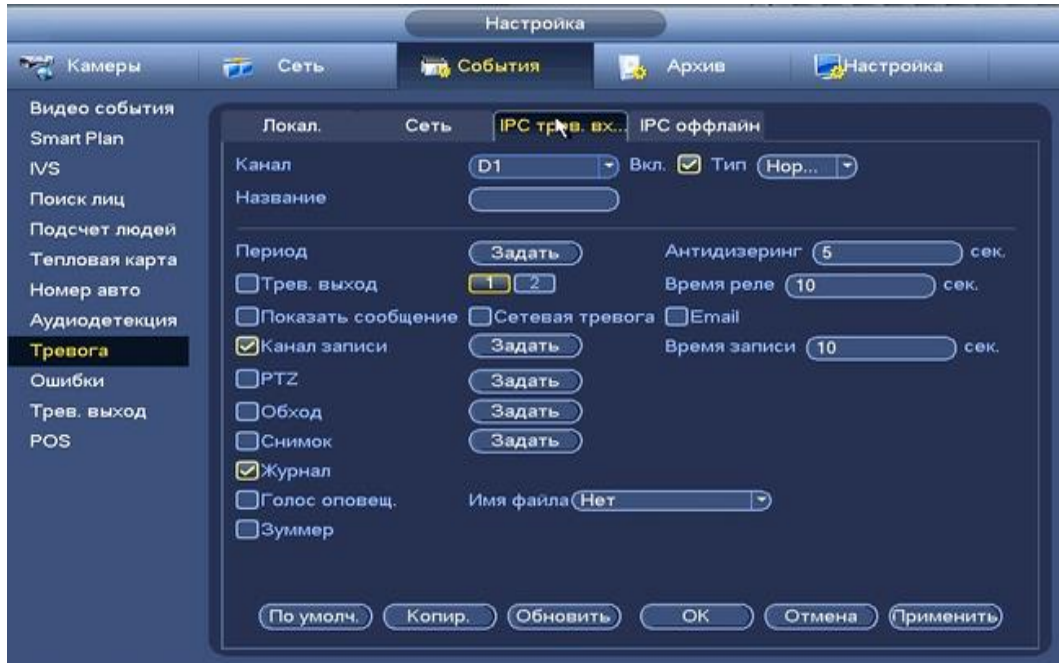 Настройка
Камеры Сеть События Архив Настройка
Видео события
Smart Plan
IVS
Поиск лиц
Подсчет людей
Тепловая карта
Номер авто
Аудиодетекция
Тревога
Ошибки
Трев. выход
POS
Локал. Сеть IPC трев. вх... IPC оффлайн
Канал D1 Вкл. Тип Нор...
Название
Период Задать Антидизеринг 5 сек.
Трев. выход 1 2 Время реле 10 сек.
Показать сообщение Сетевая тревога Email
Канал записи Задать Время записи 10 сек.
PTZ Задать
Обход Задать
Снимок Задать
Журнал
Голос оповещ. Имя файла Нет
Зуммер
По умолч. Копир. Обновить OK Отмена Применить